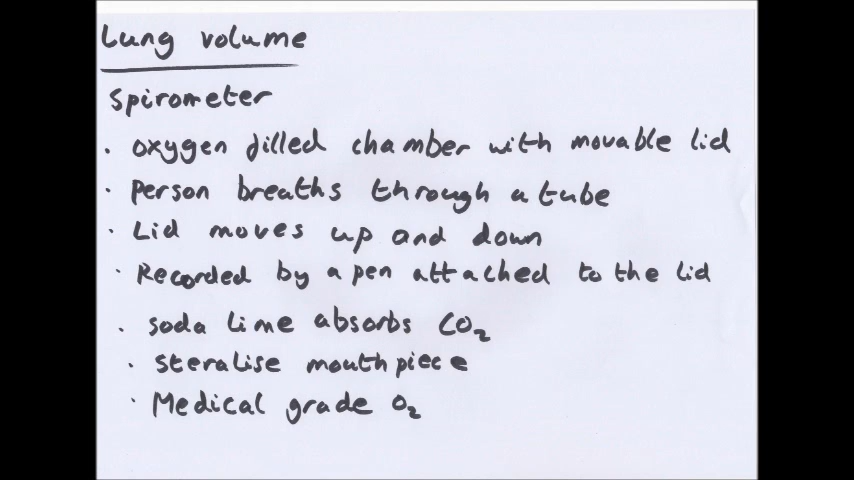 Lung volume
Spirometer
. oxygen filled chamber with movable lid
. Person breaths through a tube
. Lid moves up and down
. Recorded by a pen attached to the lid
. soda lime absorbs CO₂
. steralise mouthpiece
. Medical grade O₂